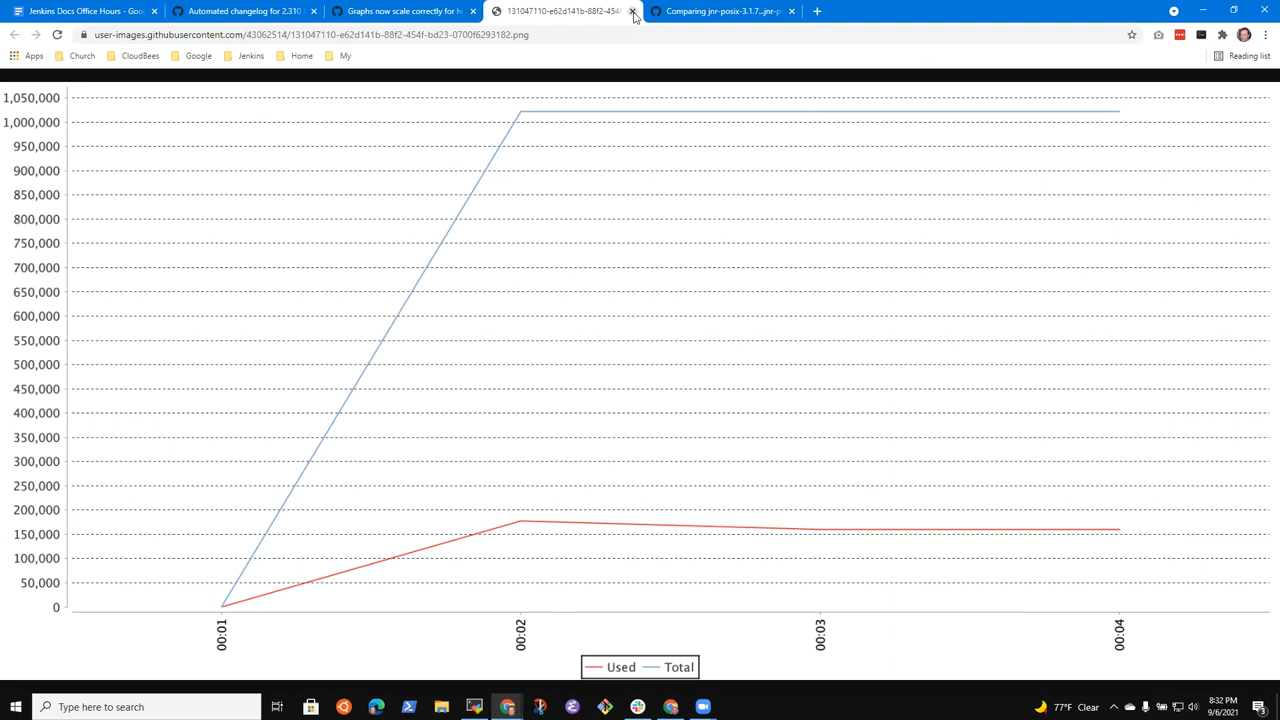 Jenkins Docs Office Hours - Goog
Automated changelog for 2.310
Graphs now scale correctly for h
131047110-e62d141b-88f2-454f
Comparing jnr-posix-3.1.7...jnr-p
user-images.githubusercontent.com/43062514/131047110-e62d141b-88f2-454f-bd23-0700f6293182.png
Apps
Church
CloudBees
Google
Jenkins
Home
My
Reading list
1,050,000
1,000,000
950,000
900,000
850,000
800,000
750,000
700,000
650,000
600,000
550,000
500,000
450,000
400,000
350,000
300,000
250,000
200,000
150,000
100,000
50,000
0
00:01
00:02
00:03
00:04
Used
Total
Type here to search
77°F Clear
8:32 PM
9/6/2021